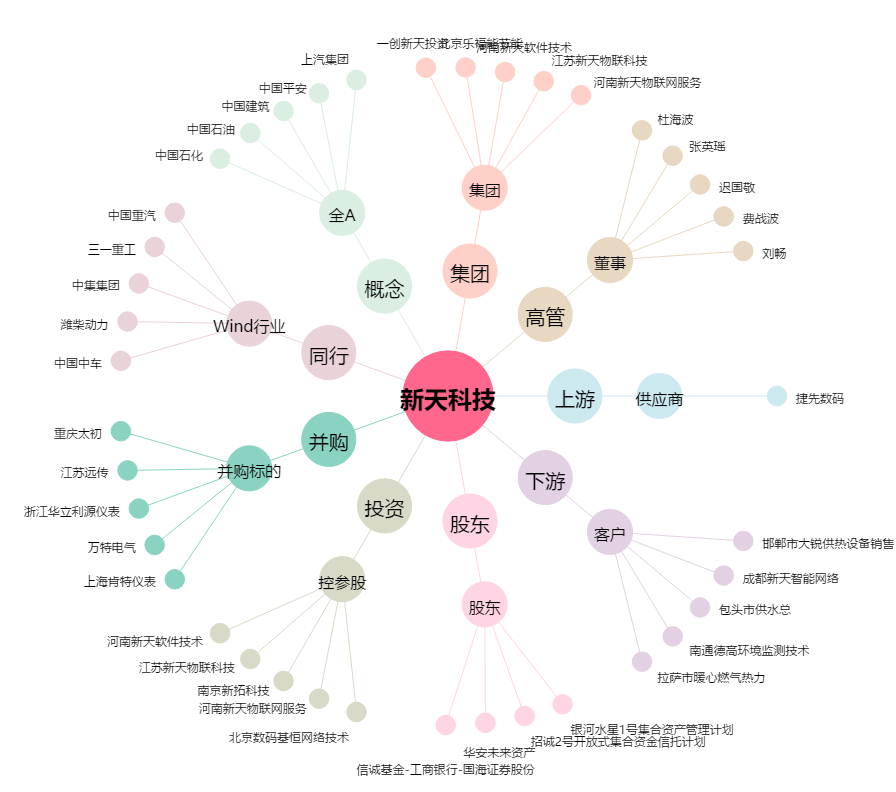 一创新天投资
北京乐福能节能
河南新天软件技术
江苏新天物联科技
河南新天物联网服务
集团
集团
上汽集团
中国平安
中国建筑
中国石油
中国石化
全A
概念
杜海波
张英瑶
迟国敬
费战波
刘畅
董事
高管
中国重汽
三一重工
中集集团
潍柴动力
中国中车
Wind行业
同行
新天科技
上游
供应商
捷先数码
重庆太初
江苏远传
浙江华立利源仪表
万特电气
上海肯特仪表
并购标的
并购
下游
客户
邯郸市大锐供热设备销售
成都新天智能网络
包头市供水总
南通德高环境监测技术
拉萨市暖心燃气热力
投资
控参股
河南新天软件技术
江苏新天物联科技
南京新拓科技
河南新天物联网服务
北京数码基恒网络技术
股东
股东
银河水星1号集合资产管理计划
招诚2号开放式集合资金信托计划
华安未来资产
信诚基金-工商银行-国海证券股份